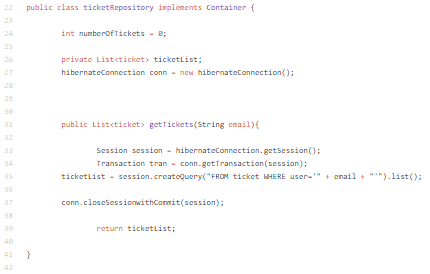 22 public class ticketRepository implements Container {
23
24 int numberOfTickets = 0;
25
26 private List<ticket> ticketList;
27 hibernateConnection conn = new hibernateConnection();
28
29
30
31 public List<ticket> getTickets(String email){
32
33 Session session = hibernateConnection.getSession();
34 Transaction tran = conn.getTransaction(session);
35 ticketList = session.createQuery("FROM ticket WHERE user='" + email + "'").list();
36
37 conn.closeSessionwithCommit(session);
38
39 return ticketList;
40
41 }
42